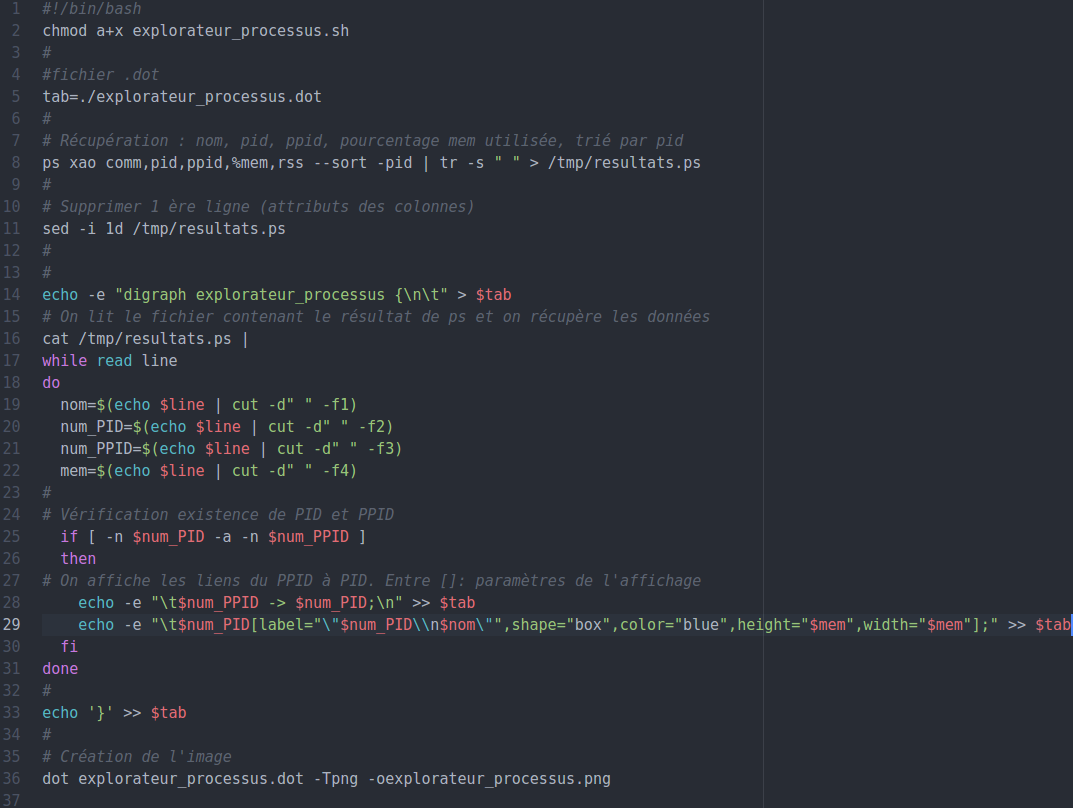 1 #!/bin/bash
2 chmod a+x explorateur_processus.sh
3 #
4 #fichier .dot
5 tab=./explorateur_processus.dot
6 #
7 # Récupération : nom, pid, ppid, pourcentage mem utilisée, trié par pid
8 ps xao comm,pid,ppid,%mem,rss --sort -pid | tr -s " " > /tmp/resultats.ps
9 #
10 # Supprimer 1 ère ligne (attributs des colonnes)
11 sed -i 1d /tmp/resultats.ps
12 #
13 #
14 echo -e "digraph explorateur_processus {\n\t" > $tab
15 # On lit le fichier contenant le résultat de ps et on récupère les données
16 cat /tmp/resultats.ps |
17 while read line
18 do
19   nom=$(echo $line | cut -d" " -f1)
20   num_PID=$(echo $line | cut -d" " -f2)
21   num_PPID=$(echo $line | cut -d" " -f3)
22   mem=$(echo $line | cut -d" " -f4)
23 #
24 # Vérification existence de PID et PPID
25   if [ -n $num_PID -a -n $num_PPID ]
26   then
27 # On affiche les liens du PPID à PID. Entre []: paramètres de l'affichage
28     echo -e "\t$num_PPID -> $num_PID;\n" >> $tab
29     echo -e "\t$num_PID[label="\"$num_PID\\n$nom\"",shape="box",color="blue",height="$mem",width="$mem"];" >> $tab
30   fi
31 done
32 #
33 echo '}' >> $tab
34 #
35 # Création de l'image
36 dot explorateur_processus.dot -Tpng -oexplorateur_processus.png
37